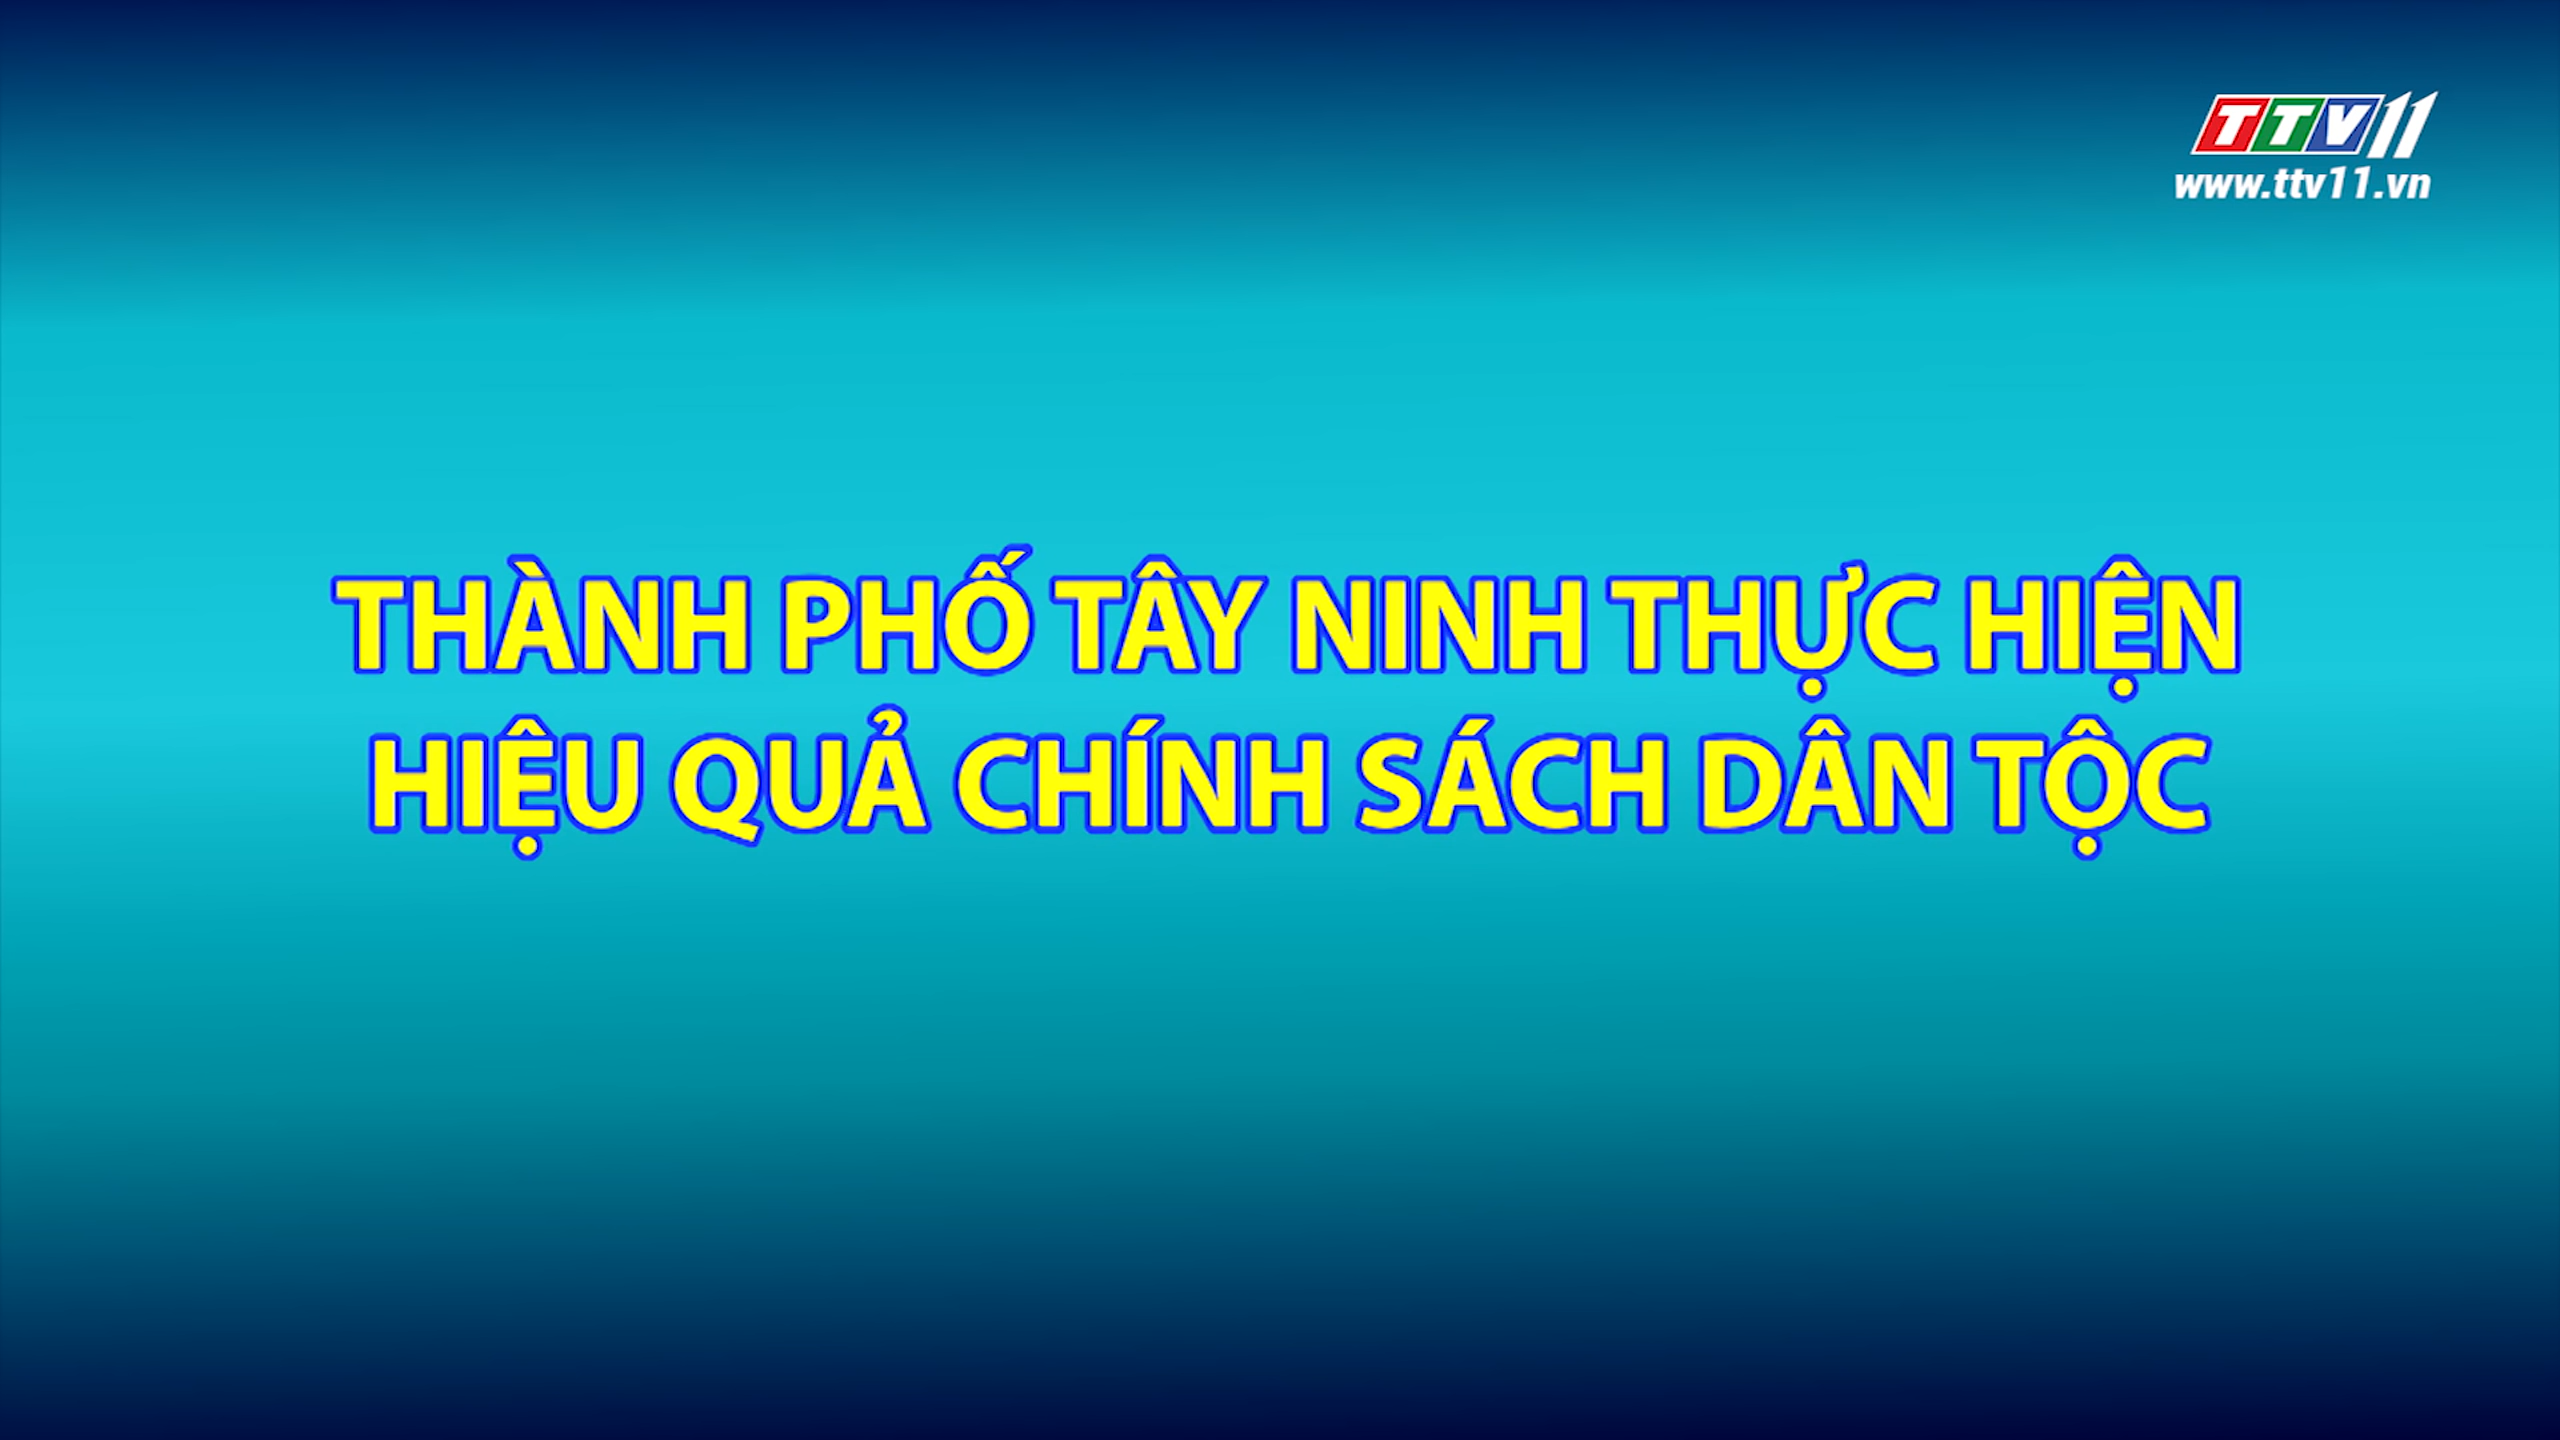 TTV11
www.ttv11.vn
THÀNH PHỐ TÂY NINH THỰC HIỆN
HIỆU QUẢ CHÍNH SÁCH DÂN TỘC